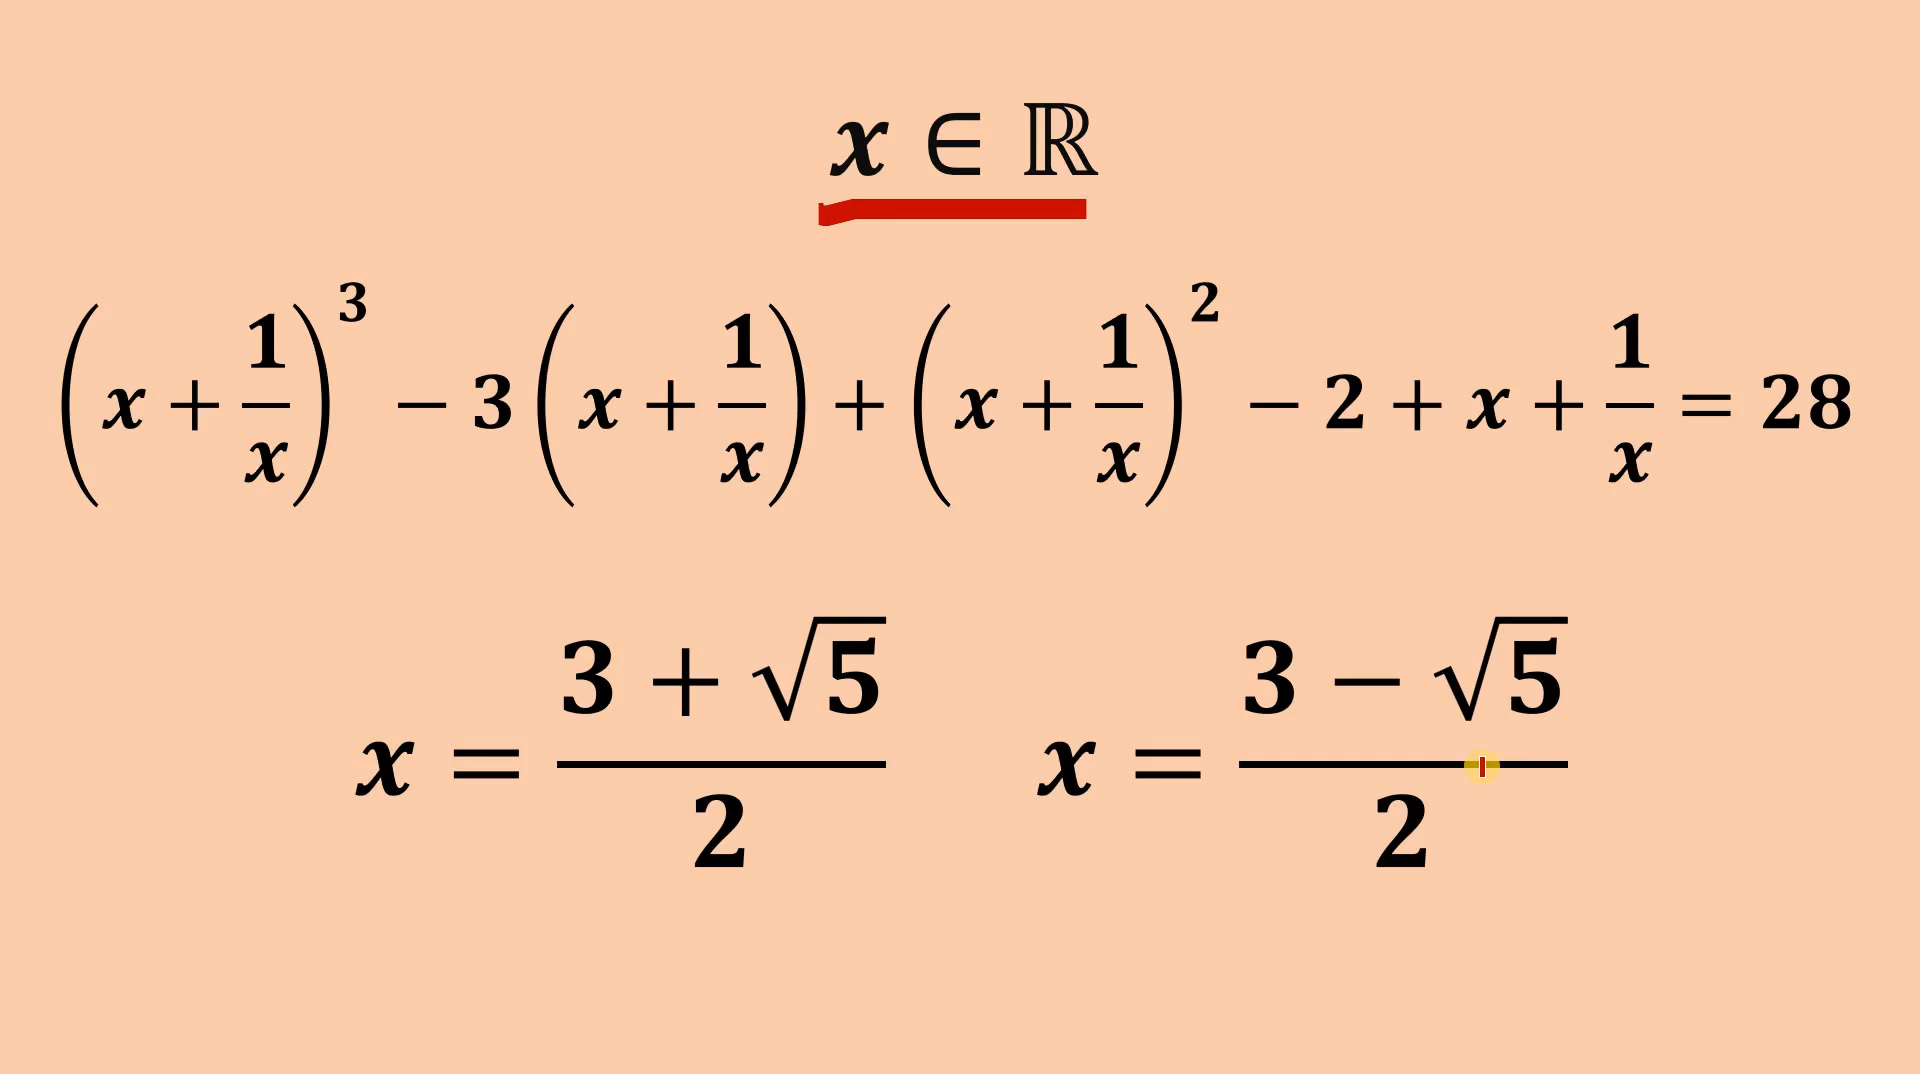 x ∈ ℝ
(x + 1/x)³ − 3(x + 1/x) + (x + 1/x)² − 2 + x + 1/x = 28
x = (3 + √5)/2    x = (3 − √5)/2